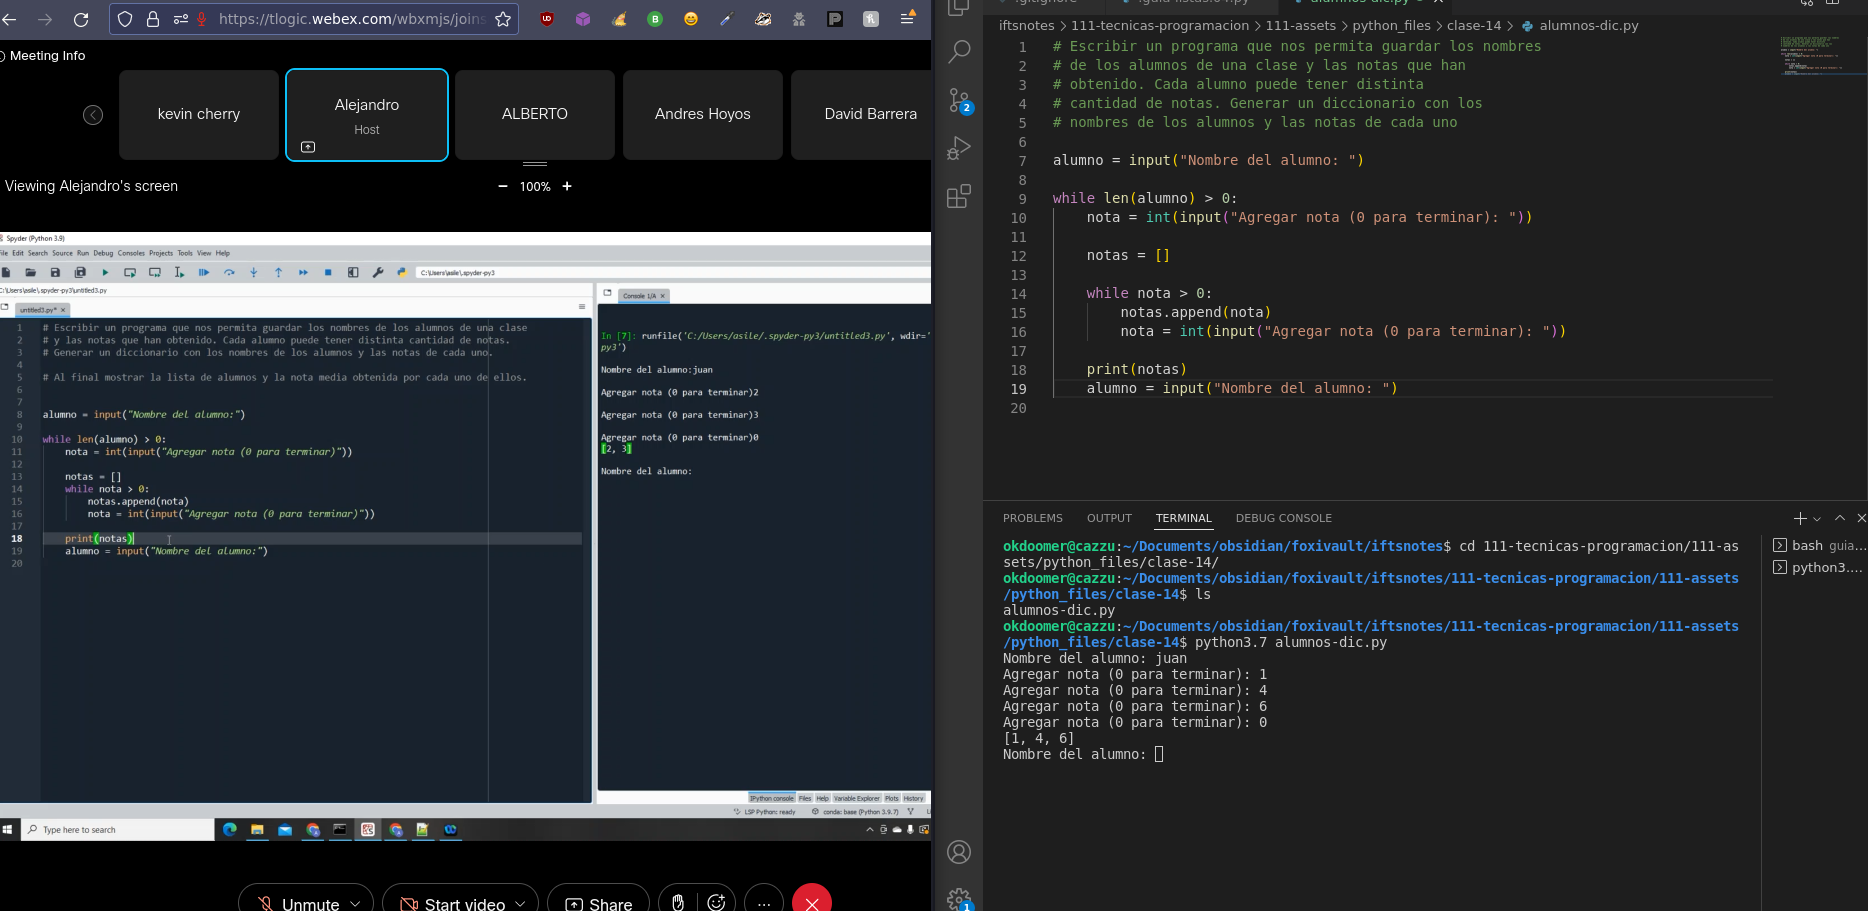 https://tlogic.webex.com/wbxmjs/joins
Meeting Info
kevin cherry
Alejandro
Host
ALBERTO
Andres Hoyos
David Barrera
Viewing Alejandro's screen
100%
Spyder (Python 3.9)
File Edit Search Source Run Debug Consoles Projects Tools View Help
C:\Users\asile\.spyder-py3
C:\Users\asile\.spyder-py3\untitled3.py
untitled3.py*
1 # Escribir un programa que nos permita guardar los nombres de los alumnos de una clase
2 # y las notas que han obtenido. Cada alumno puede tener distinta cantidad de notas.
3 # Generar un diccionario con los nombres de los alumnos y las notas de cada uno.
4
5 # Al final mostrar la lista de alumnos y la nota media obtenida por cada uno de ellos.
6
7
8 alumno = input("Nombre del alumno:")
9
10 while len(alumno) > 0:
11 nota = int(input("Agregar nota (0 para terminar)"))
12
13 notas = []
14 while nota > 0:
15 notas.append(nota)
16 nota = int(input("Agregar nota (0 para terminar)"))
17
18 print(notas)
19 alumno = input("Nombre del alumno:")
20
Console 1/A
In [7]: runfile('C:/Users/asile/.spyder-py3/untitled3.py', wdir='
py3')
Nombre del alumno:juan
Agregar nota (0 para terminar)2
Agregar nota (0 para terminar)3
Agregar nota (0 para terminar)0
[2, 3]
Nombre del alumno:
IPython console Files Help Variable Explorer Plots History
LSP Python: ready conda: base (Python 3.9.7)
Type here to search
Unmute
Start video
Share
iftsnotes > 111-tecnicas-programacion > 111-assets > python_files > clase-14 > alumnos-dic.py
1 # Escribir un programa que nos permita guardar los nombres
2 # de los alumnos de una clase y las notas que han
3 # obtenido. Cada alumno puede tener distinta
4 # cantidad de notas. Generar un diccionario con los
5 # nombres de los alumnos y las notas de cada uno
6
7 alumno = input("Nombre del alumno: ")
8
9 while len(alumno) > 0:
10 nota = int(input("Agregar nota (0 para terminar): "))
11
12 notas = []
13
14 while nota > 0:
15 notas.append(nota)
16 nota = int(input("Agregar nota (0 para terminar): "))
17
18 print(notas)
19 alumno = input("Nombre del alumno: ")
20
2
PROBLEMS OUTPUT TERMINAL DEBUG CONSOLE
okdoomer@cazzu:~/Documents/obsidian/foxivault/iftsnotes$ cd 111-tecnicas-programacion/111-as
sets/python_files/clase-14/
okdoomer@cazzu:~/Documents/obsidian/foxivault/iftsnotes/111-tecnicas-programacion/111-assets
/python_files/clase-14$ ls
alumnos-dic.py
okdoomer@cazzu:~/Documents/obsidian/foxivault/iftsnotes/111-tecnicas-programacion/111-assets
/python_files/clase-14$ python3.7 alumnos-dic.py
Nombre del alumno: juan
Agregar nota (0 para terminar): 1
Agregar nota (0 para terminar): 4
Agregar nota (0 para terminar): 6
Agregar nota (0 para terminar): 0
[1, 4, 6]
Nombre del alumno:
bash guia...
python3....
1